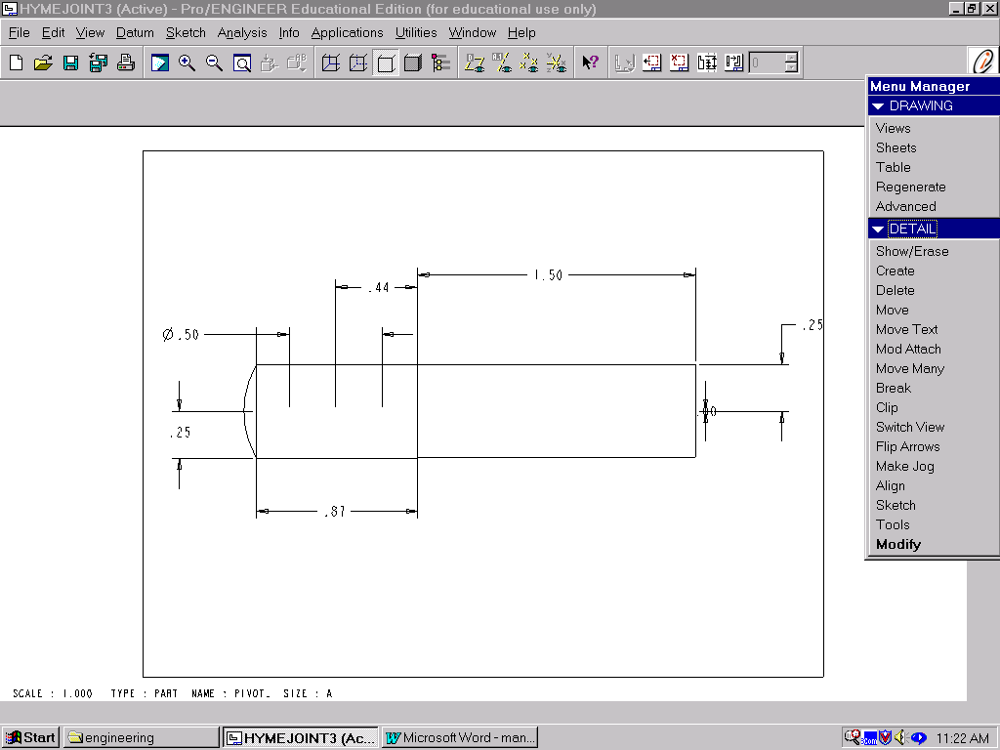 HYMEJOINT3 (Active) - Pro/ENGINEER Educational Edition (for educational use only)
File Edit View Datum Sketch Analysis Info Applications Utilities Window Help
0
Menu Manager
DRAWING
Views
Sheets
Table
Regenerate
Advanced
DETAIL
Show/Erase
Create
Delete
Move
Move Text
Mod Attach
Move Many
Break
Clip
Switch View
Flip Arrows
Make Jog
Align
Sketch
Tools
Modify
1.50
.44
.25
Ø.50
.25
.87
SCALE : 1.000 TYPE : PART NAME : PIVOT_ SIZE : A
Start engineering HYMEJOINT3 (Ac... Microsoft Word - man... 11:22 AM